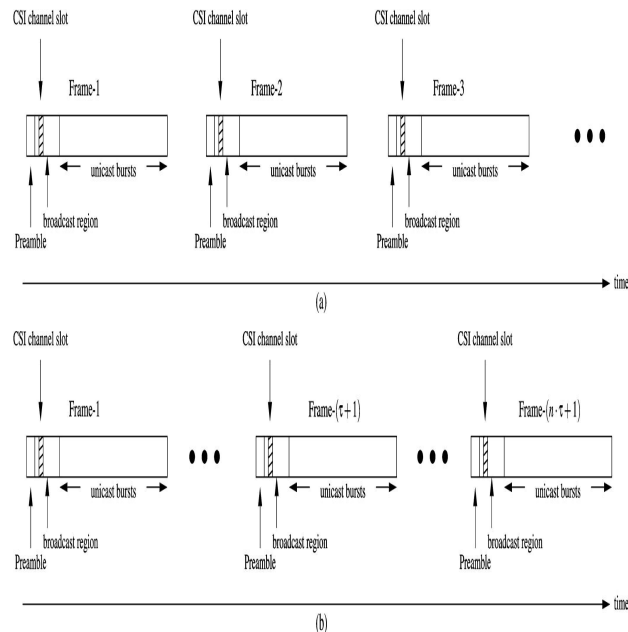 CSI channel slot CSI channel slot CSI channel slot
Frame-1 Frame-2 Frame-3
unicast bursts unicast bursts unicast bursts
broadcast region broadcast region broadcast region
Preamble Preamble Preamble
time
(a)
CSI channel slot CSI channel slot CSI channel slot
Frame-1 Frame-(τ+1) Frame-(n·τ+1)
unicast bursts unicast bursts unicast bursts
broadcast region broadcast region broadcast region
Preamble Preamble Preamble
time
(b)